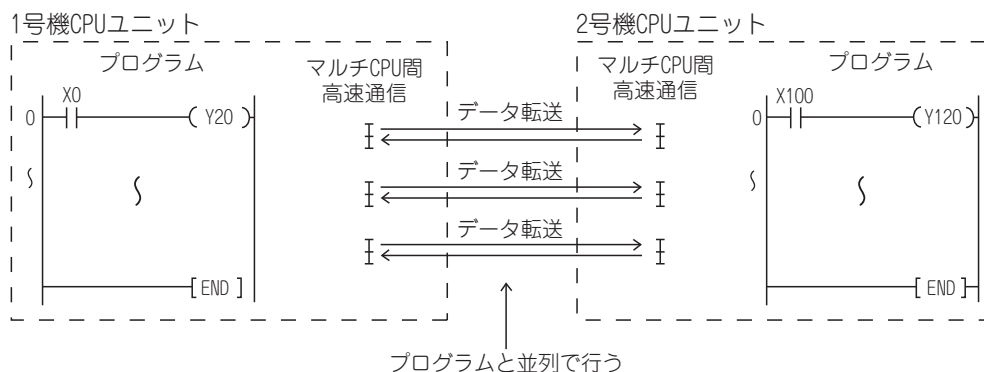 1号機CPUユニット
プログラム
マルチCPU間
高速通信
0
X0
Y20
END
データ転送
データ転送
データ転送
2号機CPUユニット
マルチCPU間
高速通信
プログラム
0
X100
Y120
END
プログラムと並列で行う